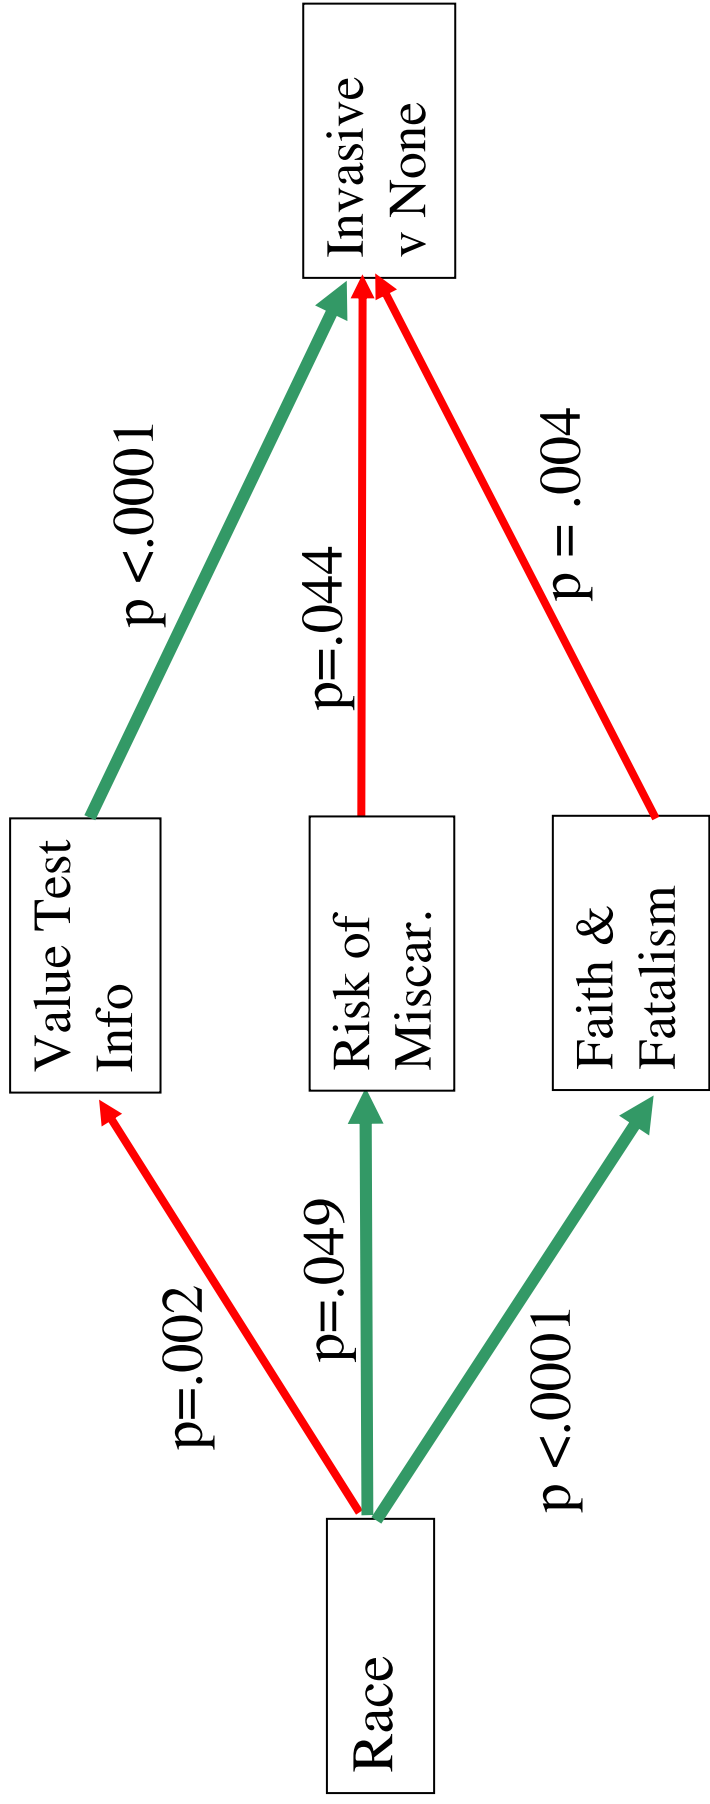 Race
p=.002
p=.049
p <.0001
Value Test
Info
Risk of
Miscar.
Faith &
Fatalism
p <.0001
p=.044
p = .004
Invasive
v None